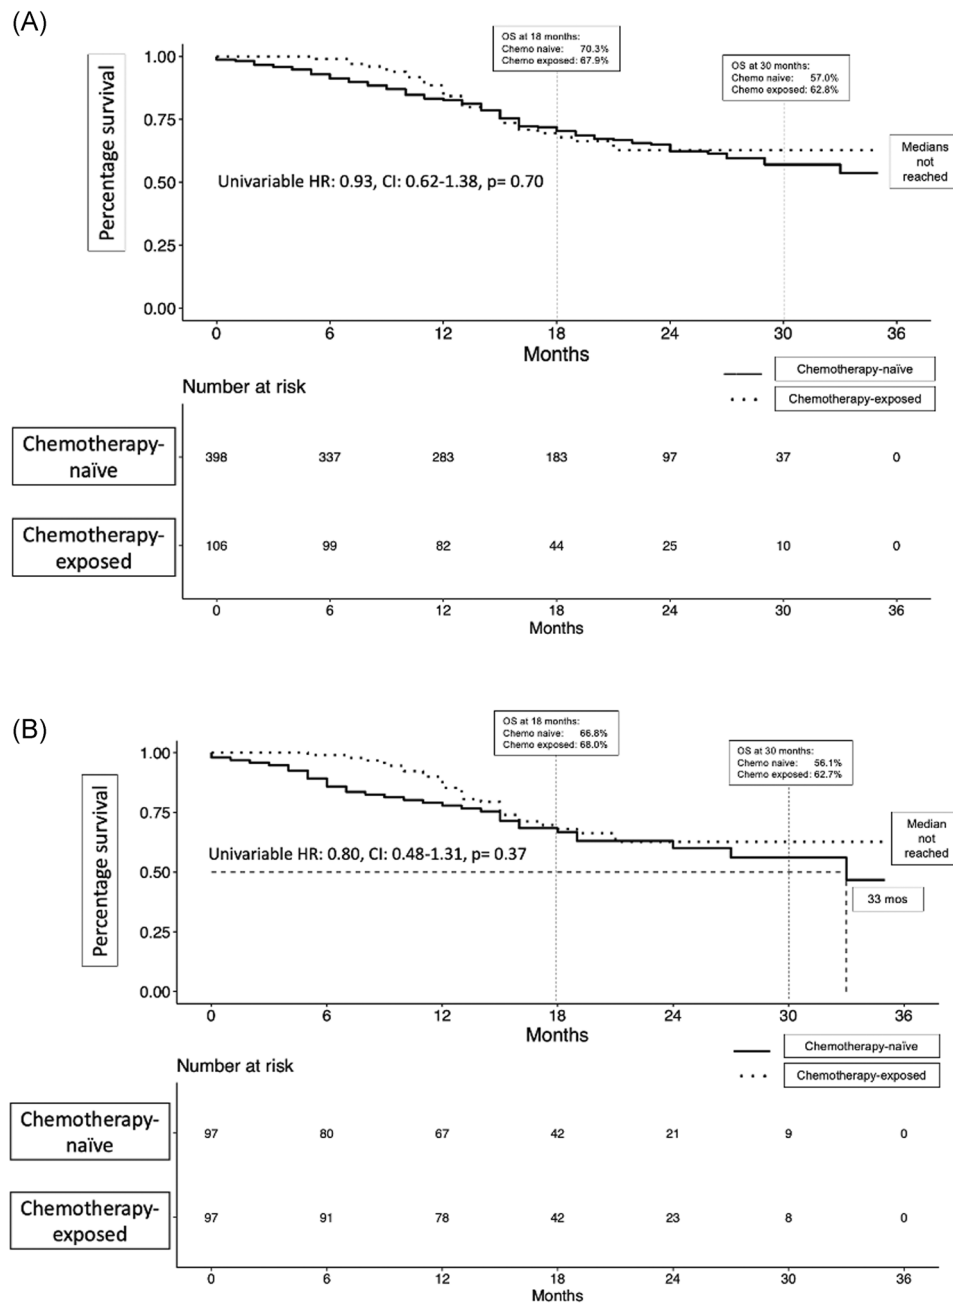 (A)
OS at 18 months:
Chemo naive: 70.3%
Chemo exposed: 67.9%
OS at 30 months:
Chemo naive: 57.0%
Chemo exposed: 62.8%
Percentage survival
1.00
0.75
0.50
0.25
0.00
Univariable HR: 0.93, CI: 0.62-1.38, p= 0.70
Medians
not
reached
0 6 12 18 24 30 36
Months
Number at risk
Chemotherapy-naïve
Chemotherapy-exposed
Chemotherapy-
naïve
398 337 283 183 97 37 0
Chemotherapy-
exposed
106 99 82 44 25 10 0
0 6 12 18 24 30 36
Months
(B)
OS at 18 months:
Chemo naive: 66.8%
Chemo exposed: 68.0%
OS at 30 months:
Chemo naive: 56.1%
Chemo exposed: 62.7%
Percentage survival
1.00
0.75
0.50
0.25
0.00
Univariable HR: 0.80, CI: 0.48-1.31, p= 0.37
Median
not
reached
33 mos
0 6 12 18 24 30 36
Months
Number at risk
Chemotherapy-naïve
Chemotherapy-exposed
Chemotherapy-
naïve
97 80 67 42 21 9 0
Chemotherapy-
exposed
97 91 78 42 23 8 0
0 6 12 18 24 30 36
Months